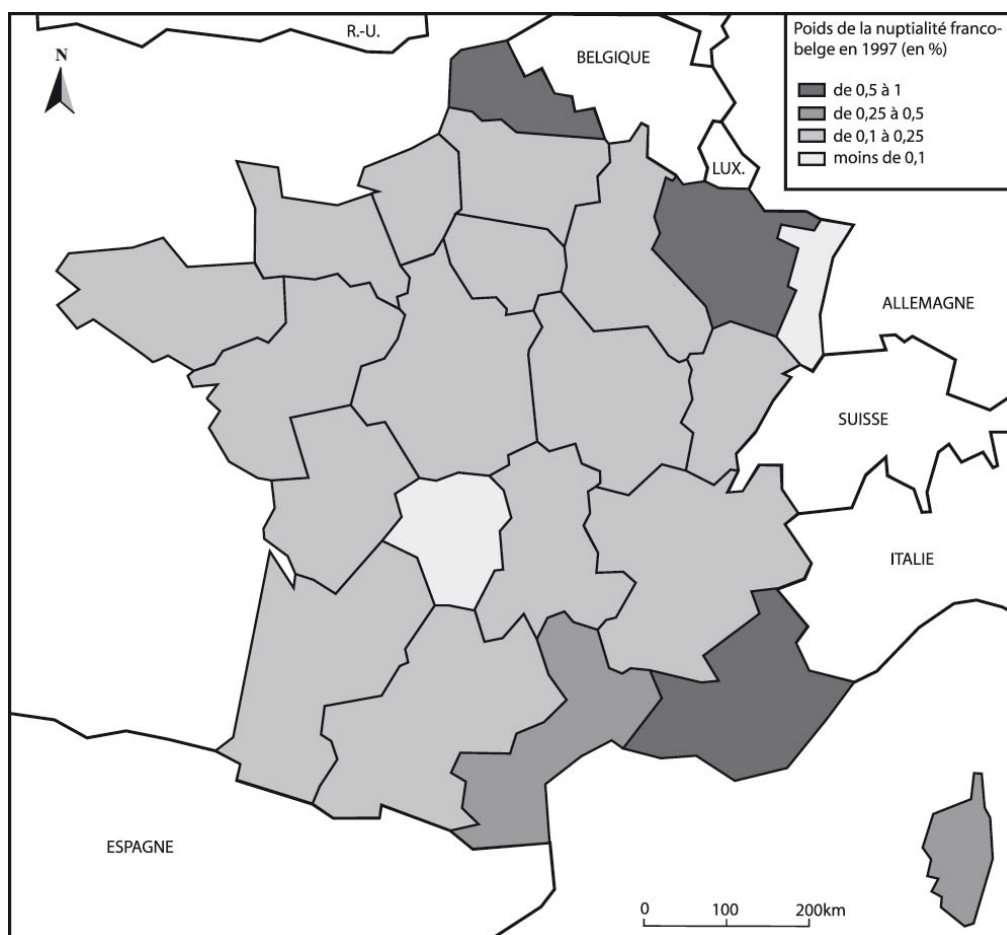 R.-U.
Poids de la nuptialité franco-
belge en 1997 (en %)
N
BELGIQUE
de 0,5 à 1
de 0,25 à 0,5
de 0,1 à 0,25
moins de 0,1
LUX.
ALLEMAGNE
SUISSE
ITALIE
ESPAGNE
0 100 200km